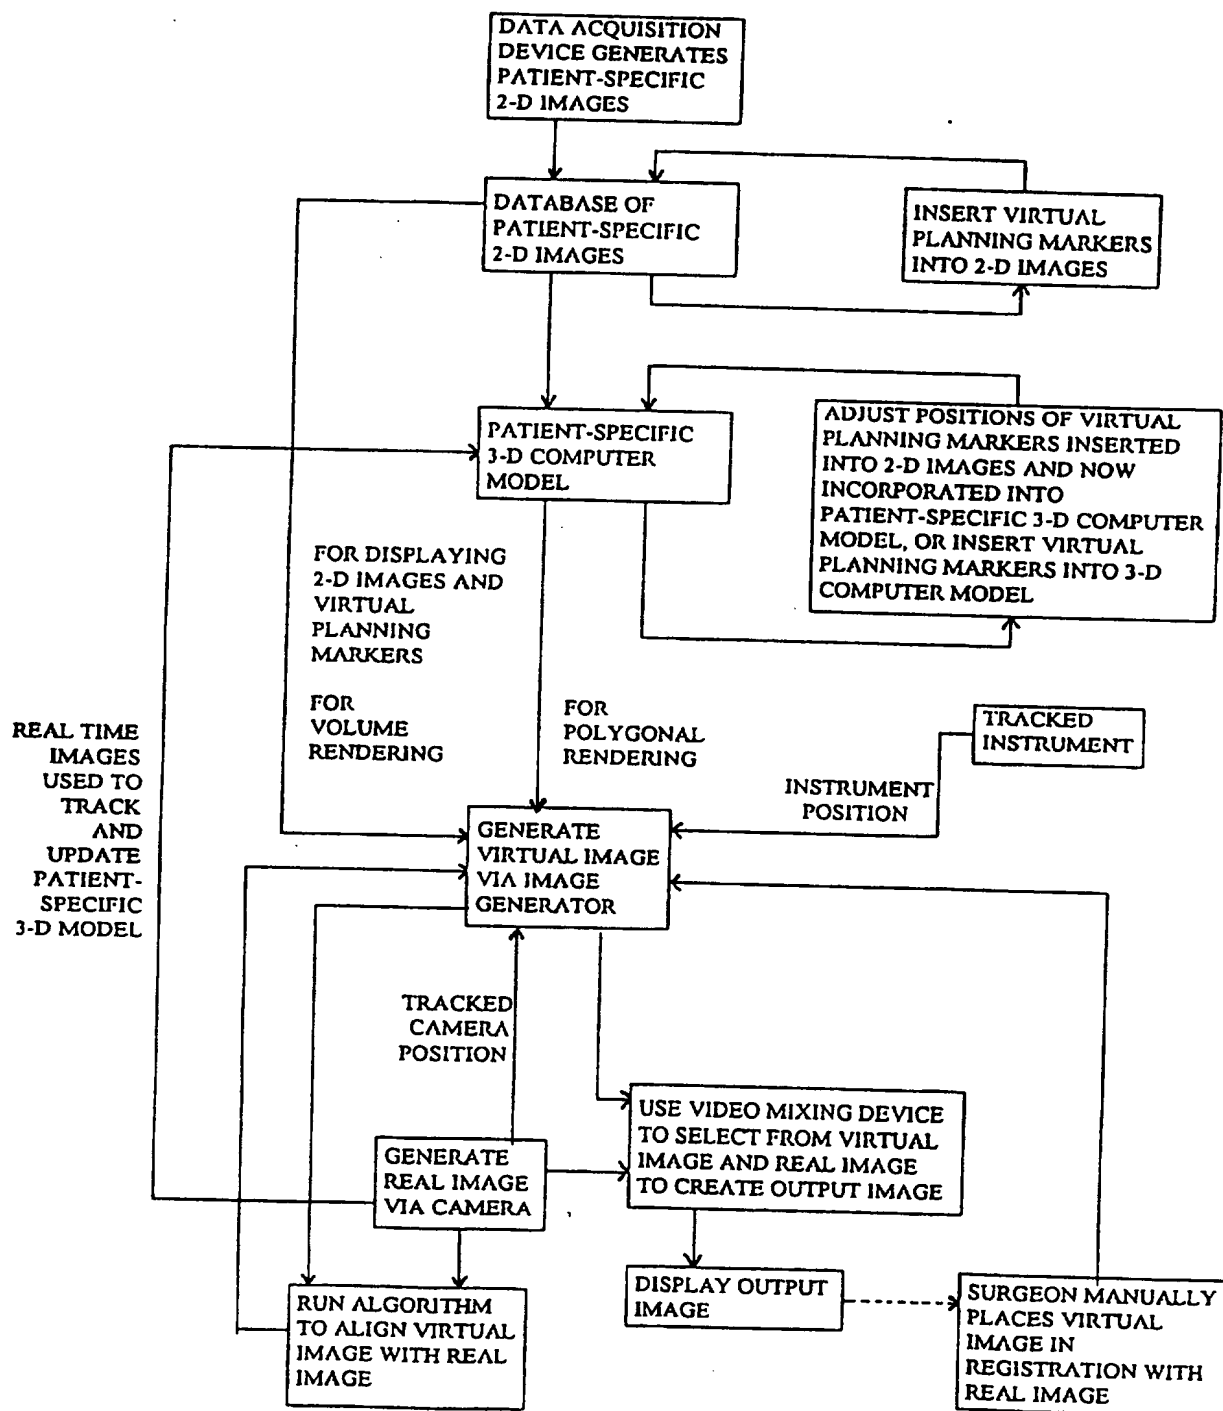 DATA ACQUISITION
DEVICE GENERATES
PATIENT-SPECIFIC
2-D IMAGES
DATABASE OF
PATIENT-SPECIFIC
2-D IMAGES
INSERT VIRTUAL
PLANNING MARKERS
INTO 2-D IMAGES
PATIENT-SPECIFIC
3-D COMPUTER
MODEL
ADJUST POSITIONS OF VIRTUAL
PLANNING MARKERS INSERTED
INTO 2-D IMAGES AND NOW
INCORPORATED INTO
PATIENT-SPECIFIC 3-D COMPUTER
MODEL, OR INSERT VIRTUAL
PLANNING MARKERS INTO 3-D
COMPUTER MODEL
FOR DISPLAYING
2-D IMAGES AND
VIRTUAL
PLANNING
MARKERS
FOR
VOLUME
RENDERING
FOR
POLYGONAL
RENDERING
TRACKED
INSTRUMENT
INSTRUMENT
POSITION
REAL TIME
IMAGES
USED TO
TRACK
AND
UPDATE
PATIENT-
SPECIFIC
3-D MODEL
GENERATE
VIRTUAL IMAGE
VIA IMAGE
GENERATOR
TRACKED
CAMERA
POSITION
USE VIDEO MIXING DEVICE
TO SELECT FROM VIRTUAL
IMAGE AND REAL IMAGE
TO CREATE OUTPUT IMAGE
GENERATE
REAL IMAGE
VIA CAMERA
DISPLAY OUTPUT
IMAGE
RUN ALGORITHM
TO ALIGN VIRTUAL
IMAGE WITH REAL
IMAGE
SURGEON MANUALLY
PLACES VIRTUAL
IMAGE IN
REGISTRATION WITH
REAL IMAGE